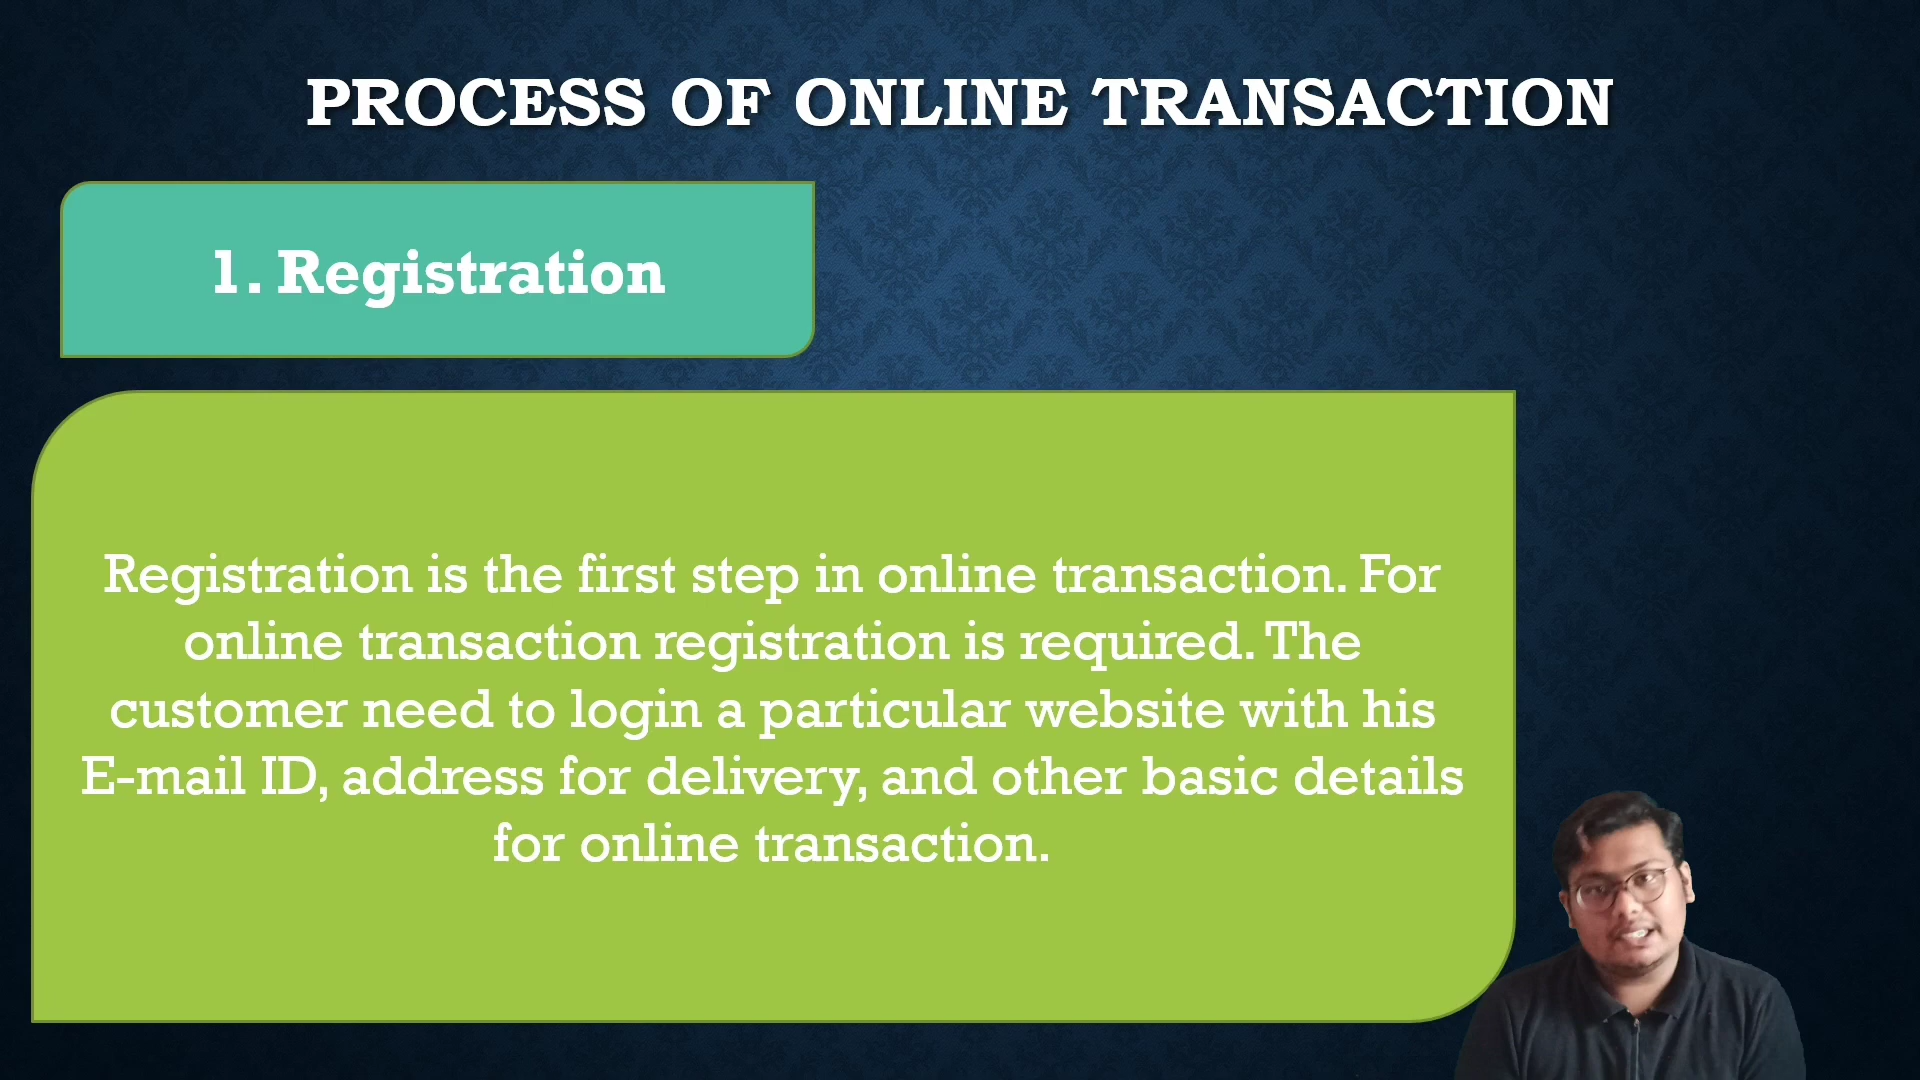 PROCESS OF ONLINE TRANSACTION
1. Registration
Registration is the first step in online transaction. For
online transaction registration is required. The
customer need to login a particular website with his
E-mail ID, address for delivery, and other basic details
for online transaction.